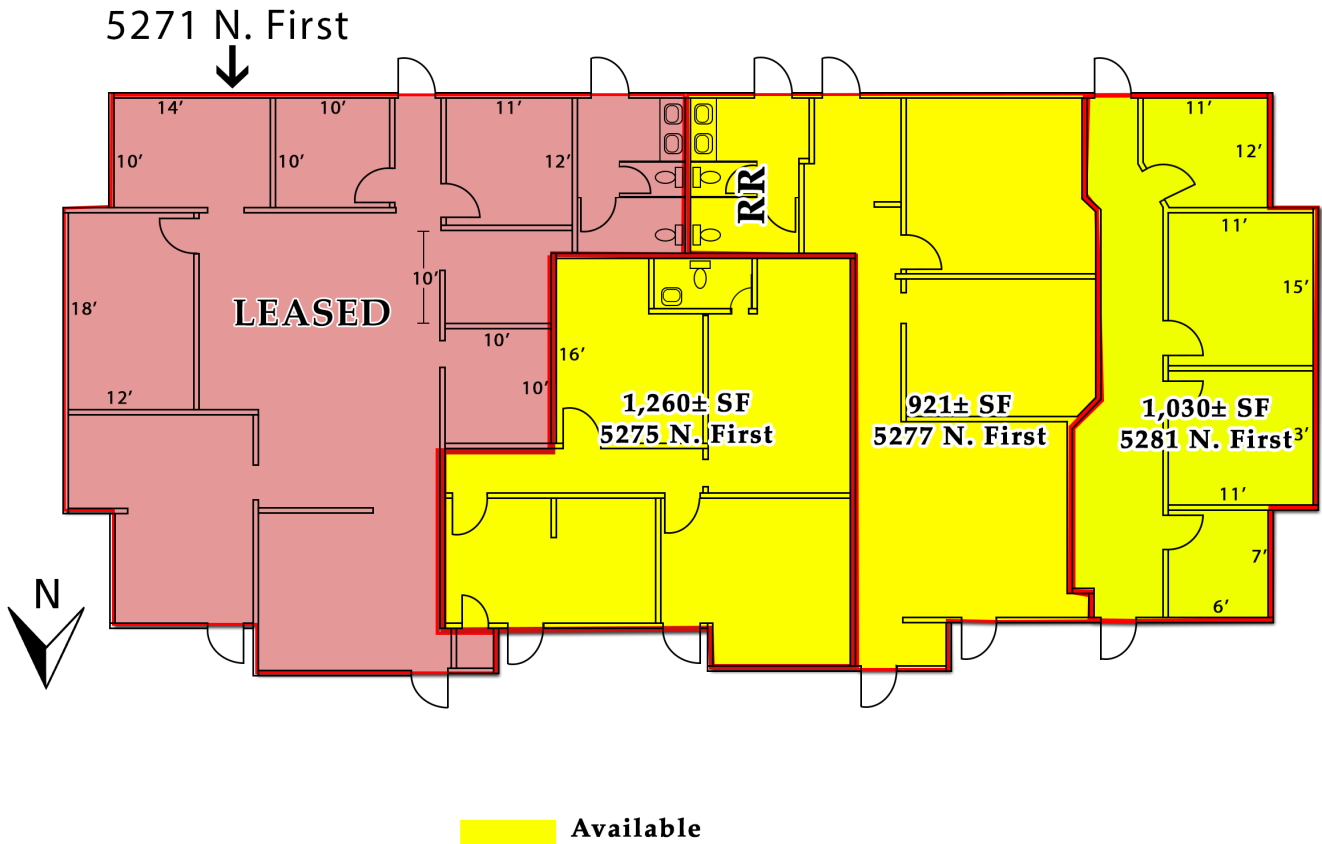 5271 N. First
14'
10'
11'
11'
10'
10'
12'
12'
RR
11'
10'
15'
18'
LEASED
10'
16'
10'
12'
1,260± SF
5275 N. First
921± SF
5277 N. First
1,030± SF
5281 N. First
3'
11'
7'
6'
N
Available